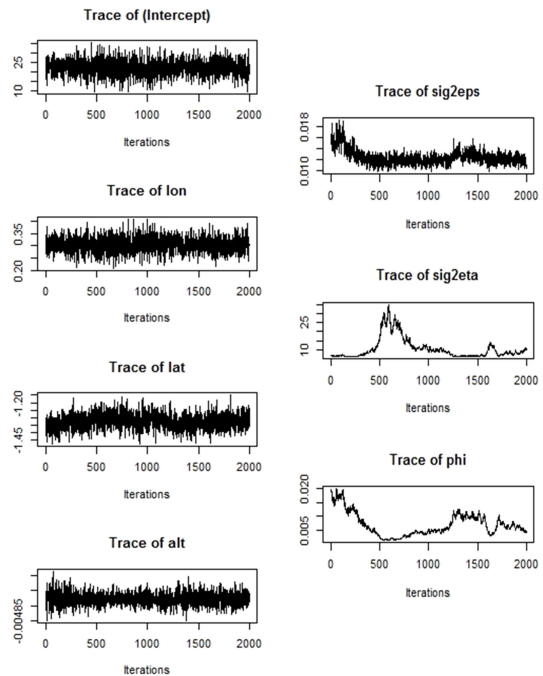 Trace of (Intercept)
25
10
0 500 1000 1500 2000
Iterations
Trace of lon
0.35
0.20
0 500 1000 1500 2000
Iterations
Trace of lat
-1.20
-1.45
0 500 1000 1500 2000
Iterations
Trace of alt
-0.00485
0 500 1000 1500 2000
Iterations
Trace of sig2eps
0.018
0.010
0 500 1000 1500 2000
Iterations
Trace of sig2eta
25
10
0 500 1000 1500 2000
Iterations
Trace of phi
0.020
0.005
0 500 1000 1500 2000
Iterations